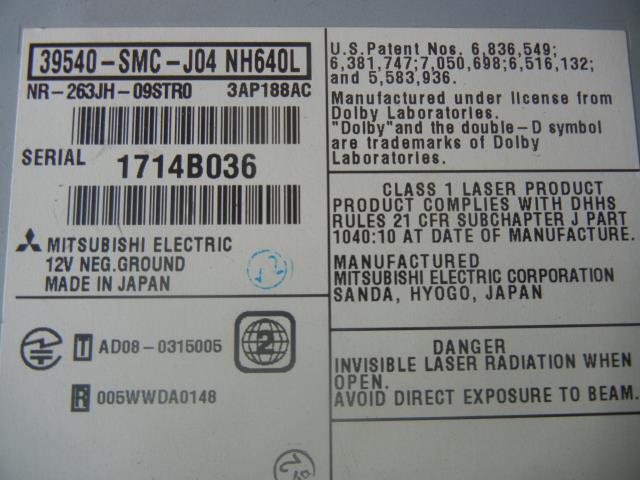 39540-SMC-J04 NH640L
NR-263JH-09STR0 3AP188AC
SERIAL 1714B036
MITSUBISHI ELECTRIC
12V NEG.GROUND
MADE IN JAPAN
T AD08-0315005
2
R 005WWDA0148
U.S.Patent Nos. 6,836,549;
6,381,747;7,050,698;6,516,132;
and 5,583,936.
Manufactured under license from
Dolby Laboratories.
"Dolby"and the double-D symbol
are trademarks of Dolby
Laboratories.
CLASS 1 LASER PRODUCT
PRODUCT COMPLIES WITH DHHS
RULES 21 CFR SUBCHAPTER J PART
1040:10 AT DATE OF MANUFACTURE.
MANUFACTURED
MITSUBISHI ELECTRIC CORPORATION
SANDA, HYOGO, JAPAN
DANGER
INVISIBLE LASER RADIATION WHEN
OPEN.
AVOID DIRECT EXPOSURE TO BEAM.